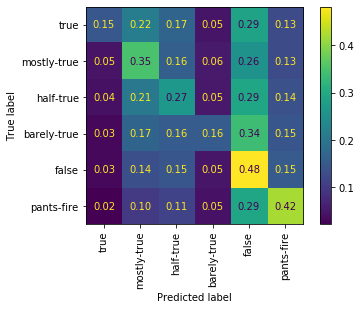 true 0.15 0.22 0.17 0.05 0.29 0.13
mostly-true 0.05 0.35 0.16 0.06 0.26 0.13
half-true 0.04 0.21 0.27 0.05 0.29 0.14
barely-true 0.03 0.17 0.16 0.16 0.34 0.15
false 0.03 0.14 0.15 0.05 0.48 0.15
pants-fire 0.02 0.10 0.11 0.05 0.29 0.42
True label
true mostly-true half-true barely-true false pants-fire
Predicted label
0.4
0.3
0.2
0.1